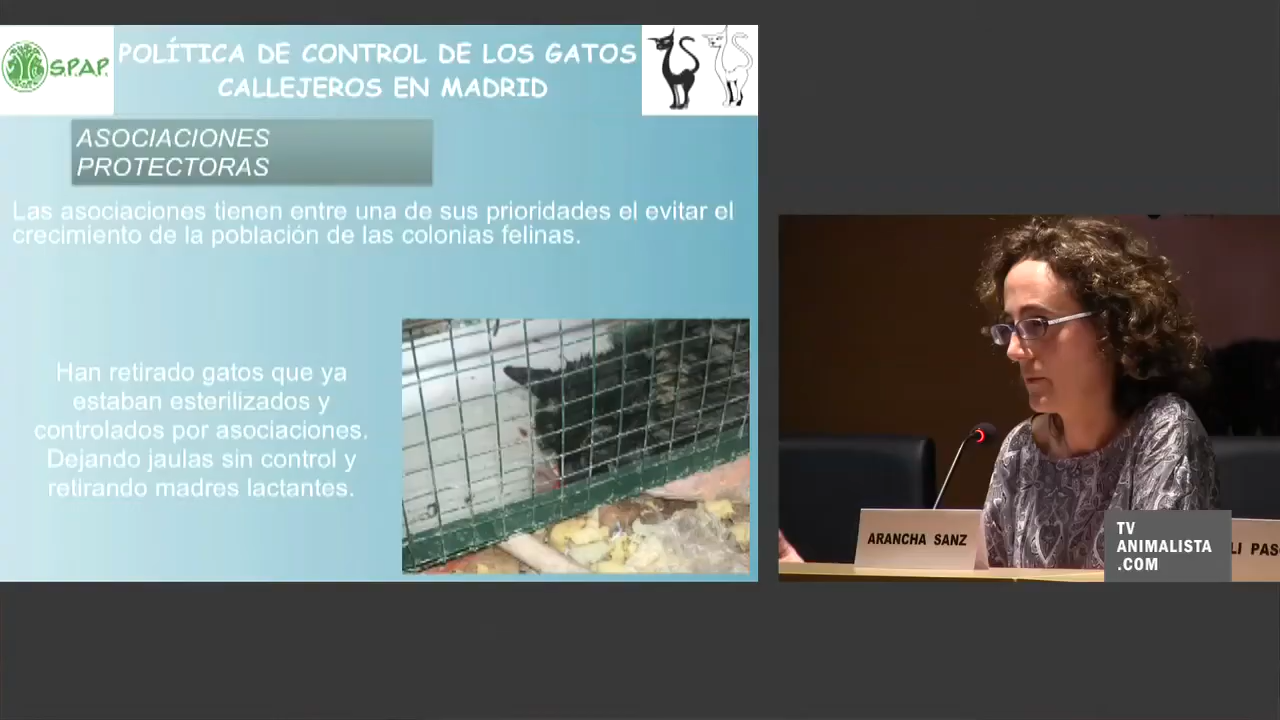 S.P.A.P.
POLÍTICA DE CONTROL DE LOS GATOS
CALLEJEROS EN MADRID
ASOCIACIONES
PROTECTORAS
Las asociaciones tienen entre una de sus prioridades el evitar el
crecimiento de la población de las colonias felinas.
Han retirado gatos que ya
estaban esterilizados y
controlados por asociaciones.
Dejando jaulas sin control y
retirando madres lactantes.
ARANCHA SANZ
TV
ANIMALISTA
.COM